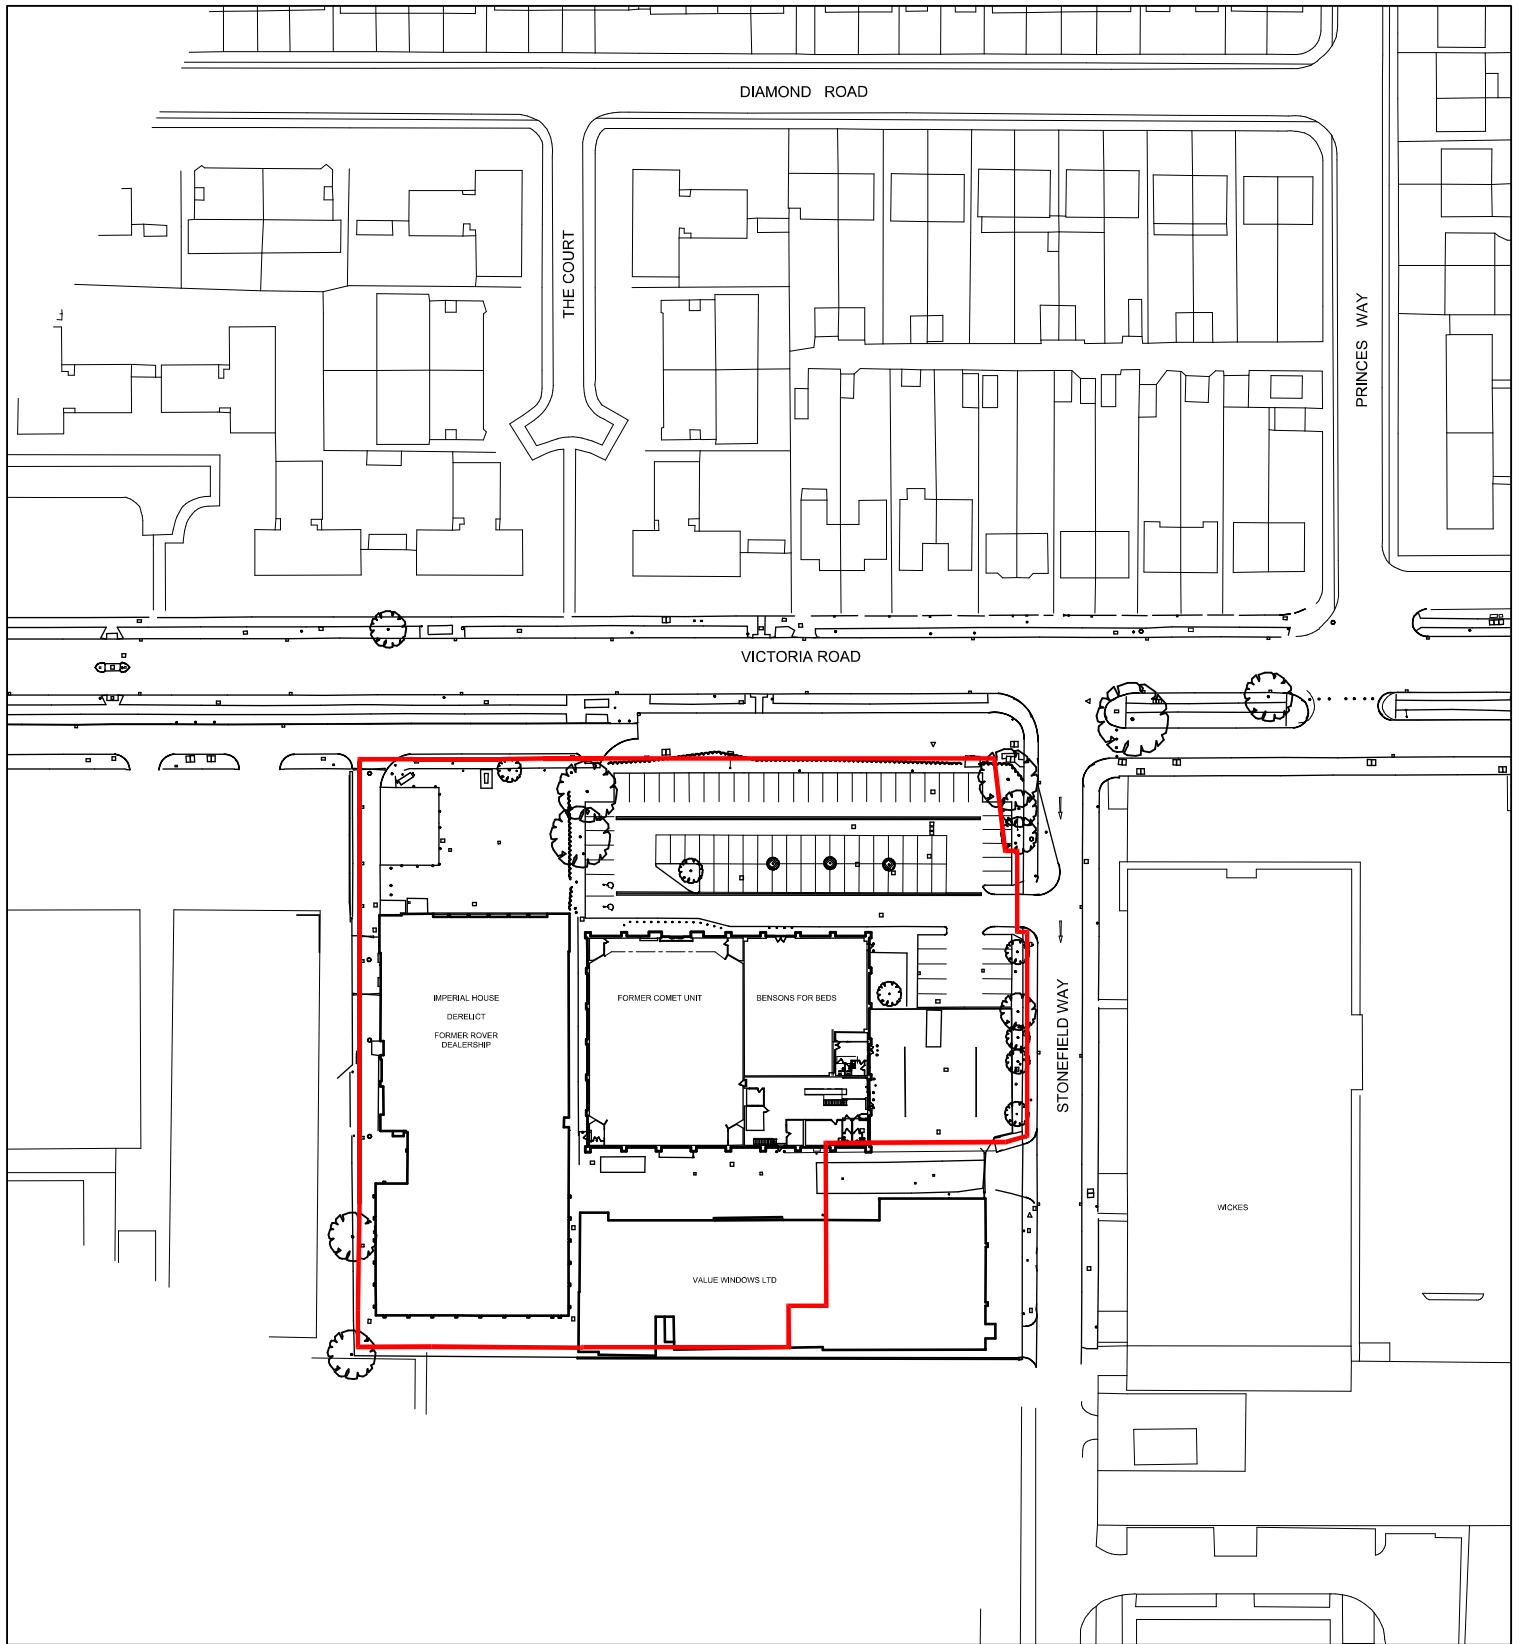 DIAMOND ROAD
THE COURT
PRINCES WAY
VICTORIA ROAD
STONEFIELD WAY
IMPERIAL HOUSE
DERELICT
FORMER ROVER
DEALERSHIP
FORMER COMET UNIT
BENSONS FOR BEDS
WICKES
VALUE WINDOWS LTD